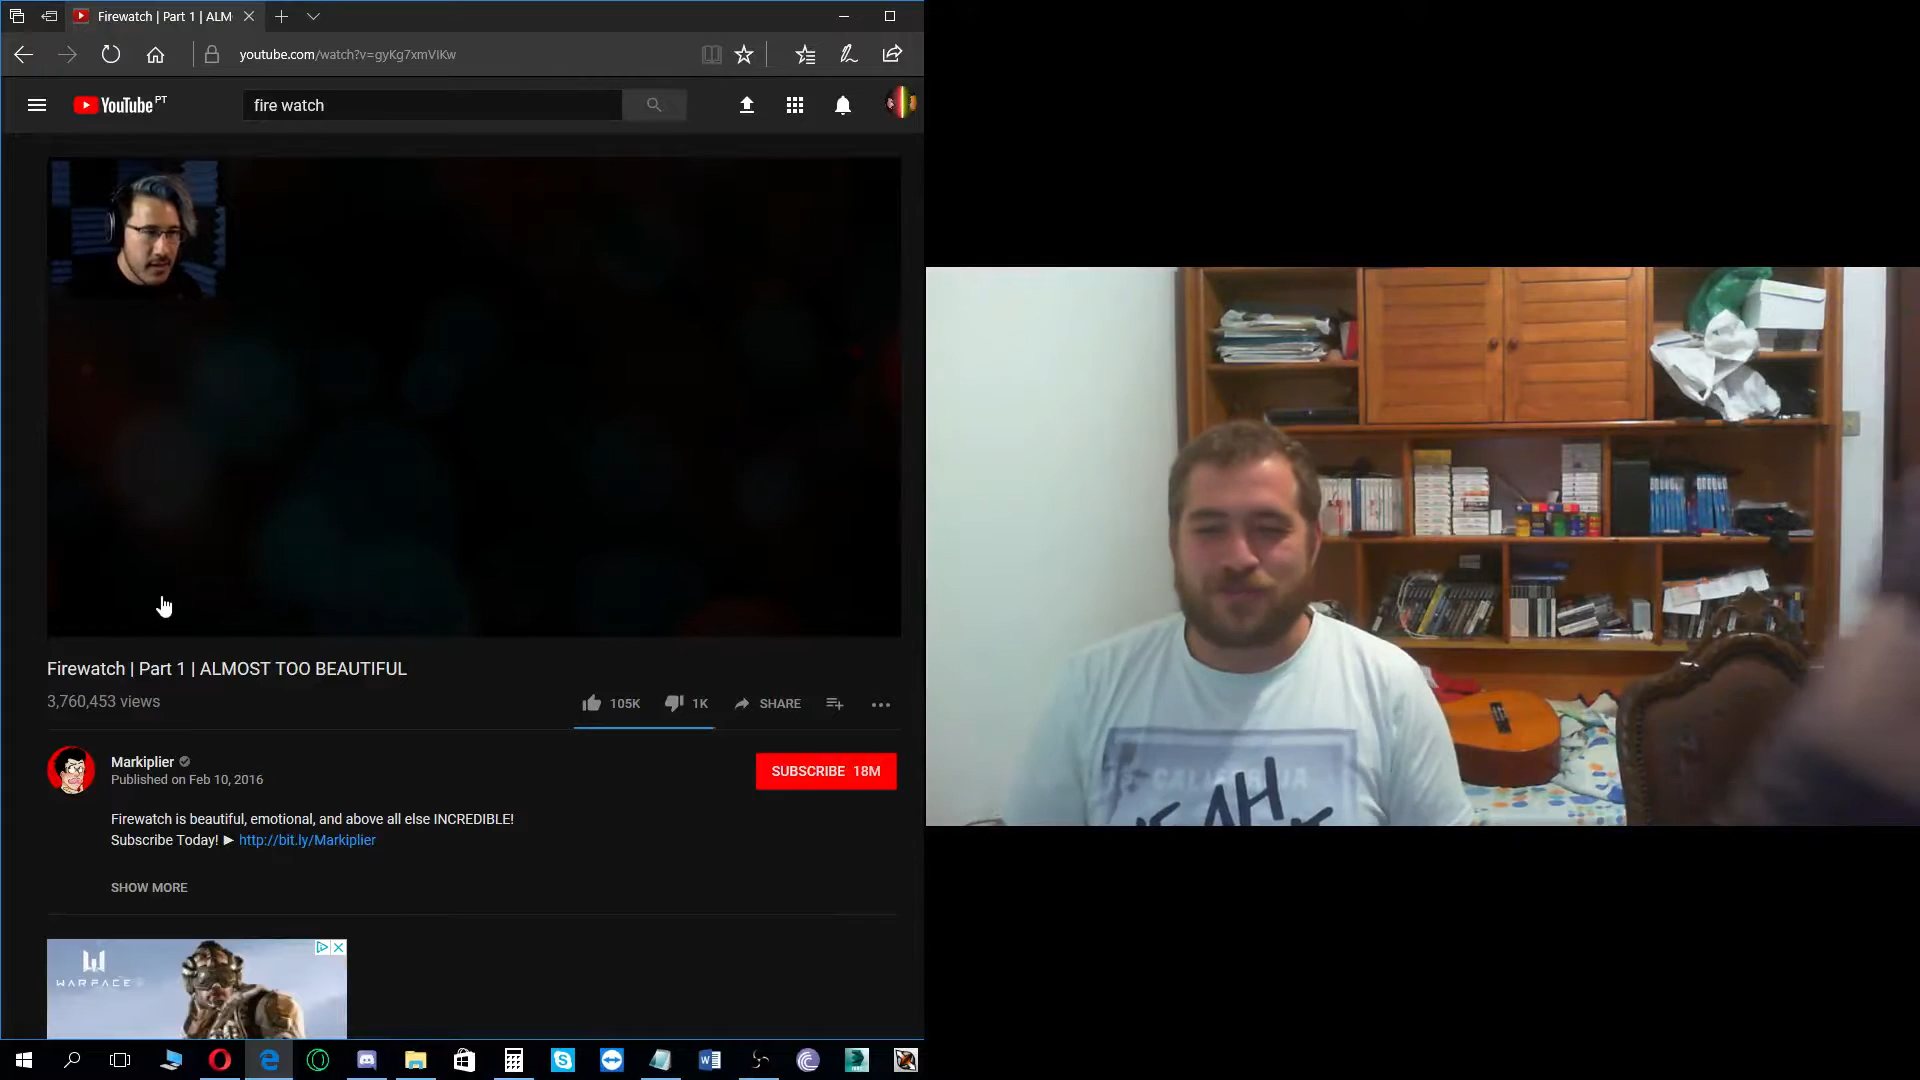 Firewatch | Part 1 | ALM
youtube.com/watch?v=gyKg7xmVIKw
YouTube PT
fire watch
Firewatch | Part 1 | ALMOST TOO BEAUTIFUL
3,760,453 views
105K
1K
SHARE
Markiplier
Published on Feb 10, 2016
SUBSCRIBE 18M
Firewatch is beautiful, emotional, and above all else INCREDIBLE!
Subscribe Today! ► http://bit.ly/Markiplier
SHOW MORE
WARFACE
CALIFORNIA
YEAH